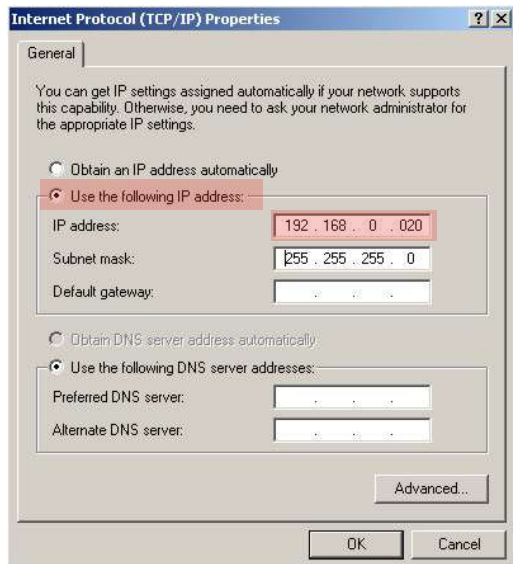 Internet Protocol (TCP/IP) Properties
General
You can get IP settings assigned automatically if your network supports
this capability. Otherwise, you need to ask your network administrator for
the appropriate IP settings.
Obtain an IP address automatically
Use the following IP address:
IP address: 192 . 168 . 0 . 020
Subnet mask: 255 . 255 . 255 . 0
Default gateway: . . .
Obtain DNS server address automatically
Use the following DNS server addresses:
Preferred DNS server: . . .
Alternate DNS server: . . .
Advanced...
OK Cancel